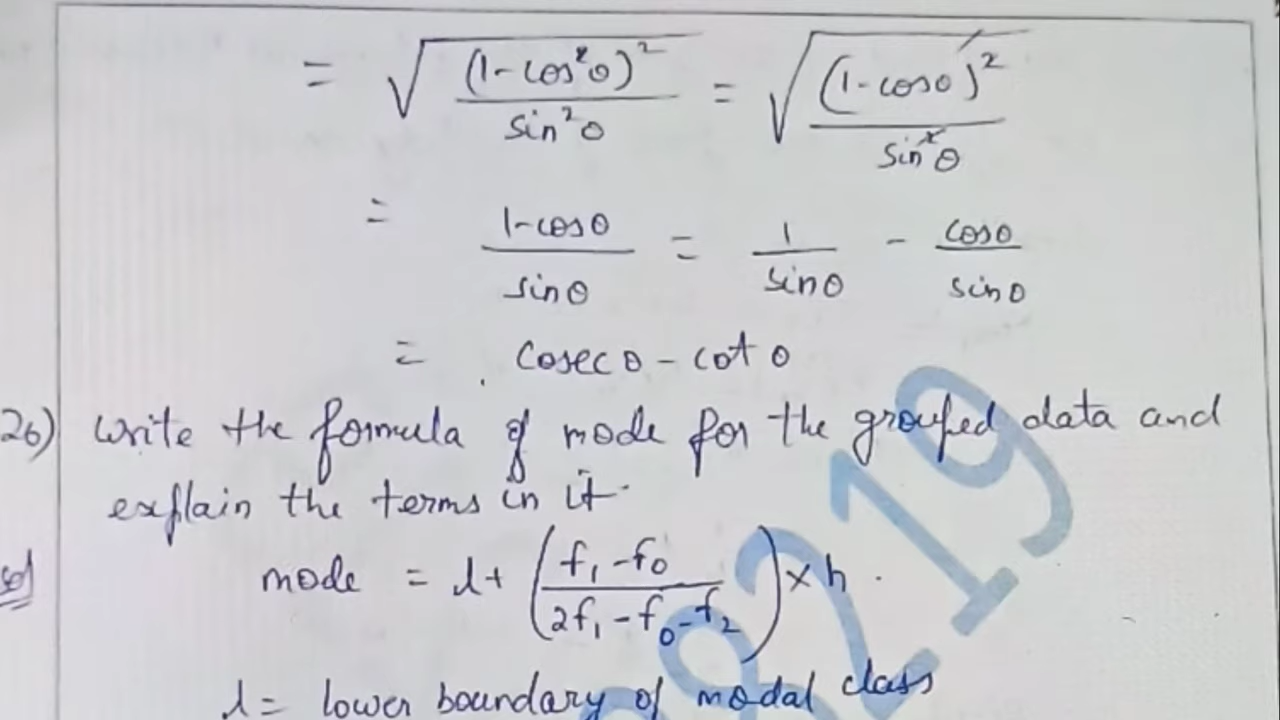 = √((1-cos²θ)²/sin²θ) = √((1-cosθ)²/sin²θ)
= 1-cosθ/sinθ = 1/sinθ - cosθ/sinθ
= cosecθ - cotθ
26) write the formula of mode for the grouped data and
explain the terms in it.
mode = l+ (f₁-f₀/2f₁-f₀-f₂) × h.
l = lower boundary of modal class
8219